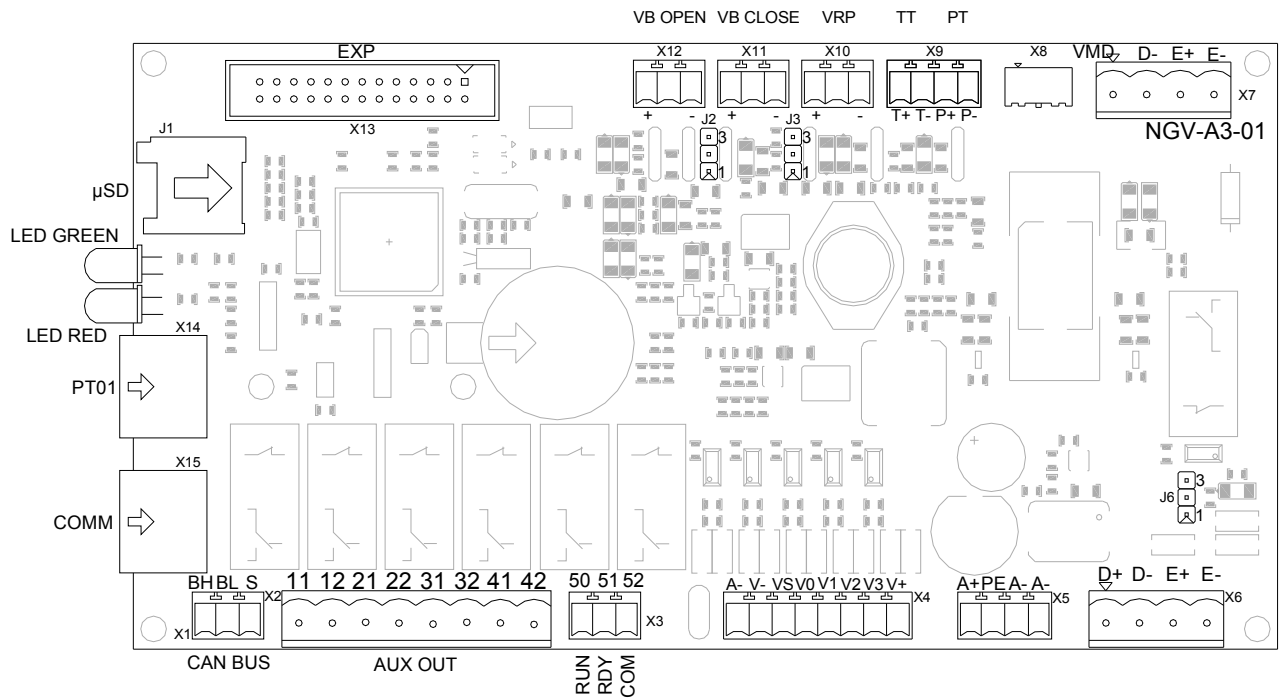 VB OPEN VB CLOSE VRP TT PT
EXP X12 X11 X10 X9 X8 VMD D- E+ E-
X7
J1 X13 + - J2 + - J3 + - T+ T- P+ P- NGV-A3-01
3 3
1 1
µSD
LED GREEN
LED RED X14
PT01
X15
3
J6
1
COMM
BH BL S 11 12 21 22 31 32 41 42 50 51 52 A- V- VS V0 V1 V2 V3 V+ A+ PE A- A- D+ D- E+ E-
X1 X2 X3 X4 X5 X6
CAN BUS AUX OUT RUN RDY COM